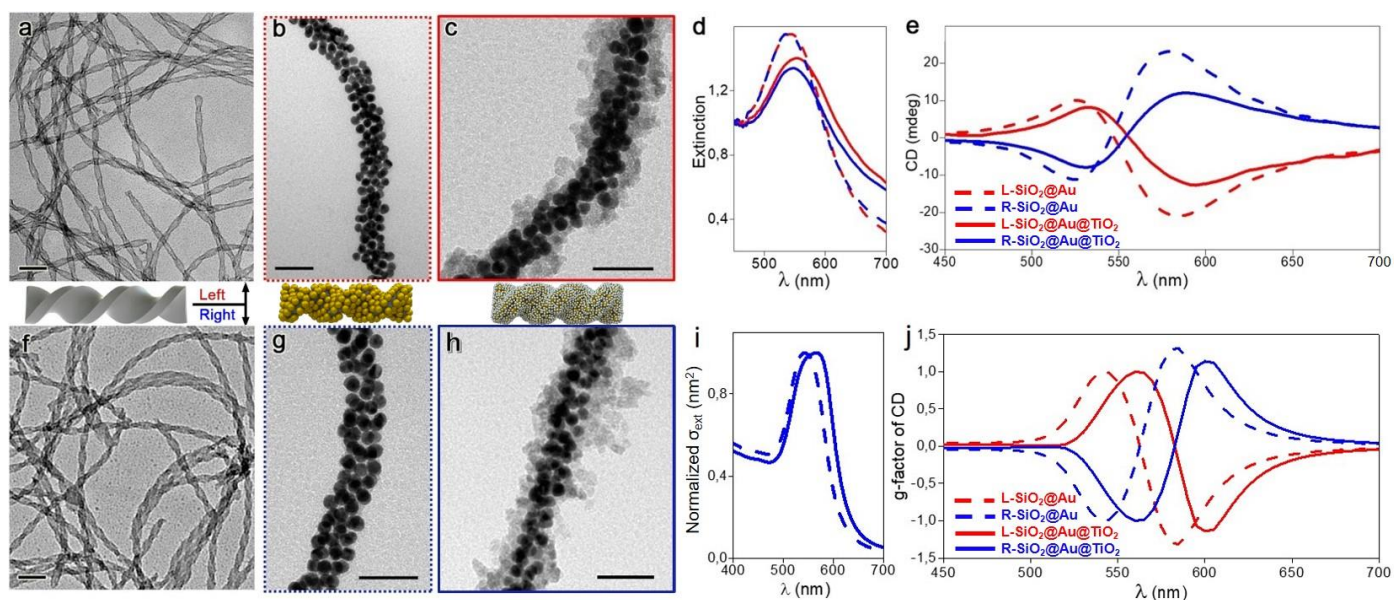 a
b
c
d
Extinction
1.2
0.8
0.4
500
600
700
λ (nm)
e
CD (mdeg)
20
10
0
-10
-20
-30
450
500
550
600
650
700
λ (nm)
L-SiO₂@Au
R-SiO₂@Au
L-SiO₂@Au@TiO₂
R-SiO₂@Au@TiO₂
Left
Right
f
g
h
i
Normalized σext (nm²)
0.8
0.4
0,0
400
500
600
700
λ (nm)
j
g-factor of CD
1,5
1,0
0,5
0,0
-0,5
-1,0
-1,5
450
500
550
600
650
700
λ (nm)
L-SiO₂@Au
R-SiO₂@Au
L-SiO₂@Au@TiO₂
R-SiO₂@Au@TiO₂